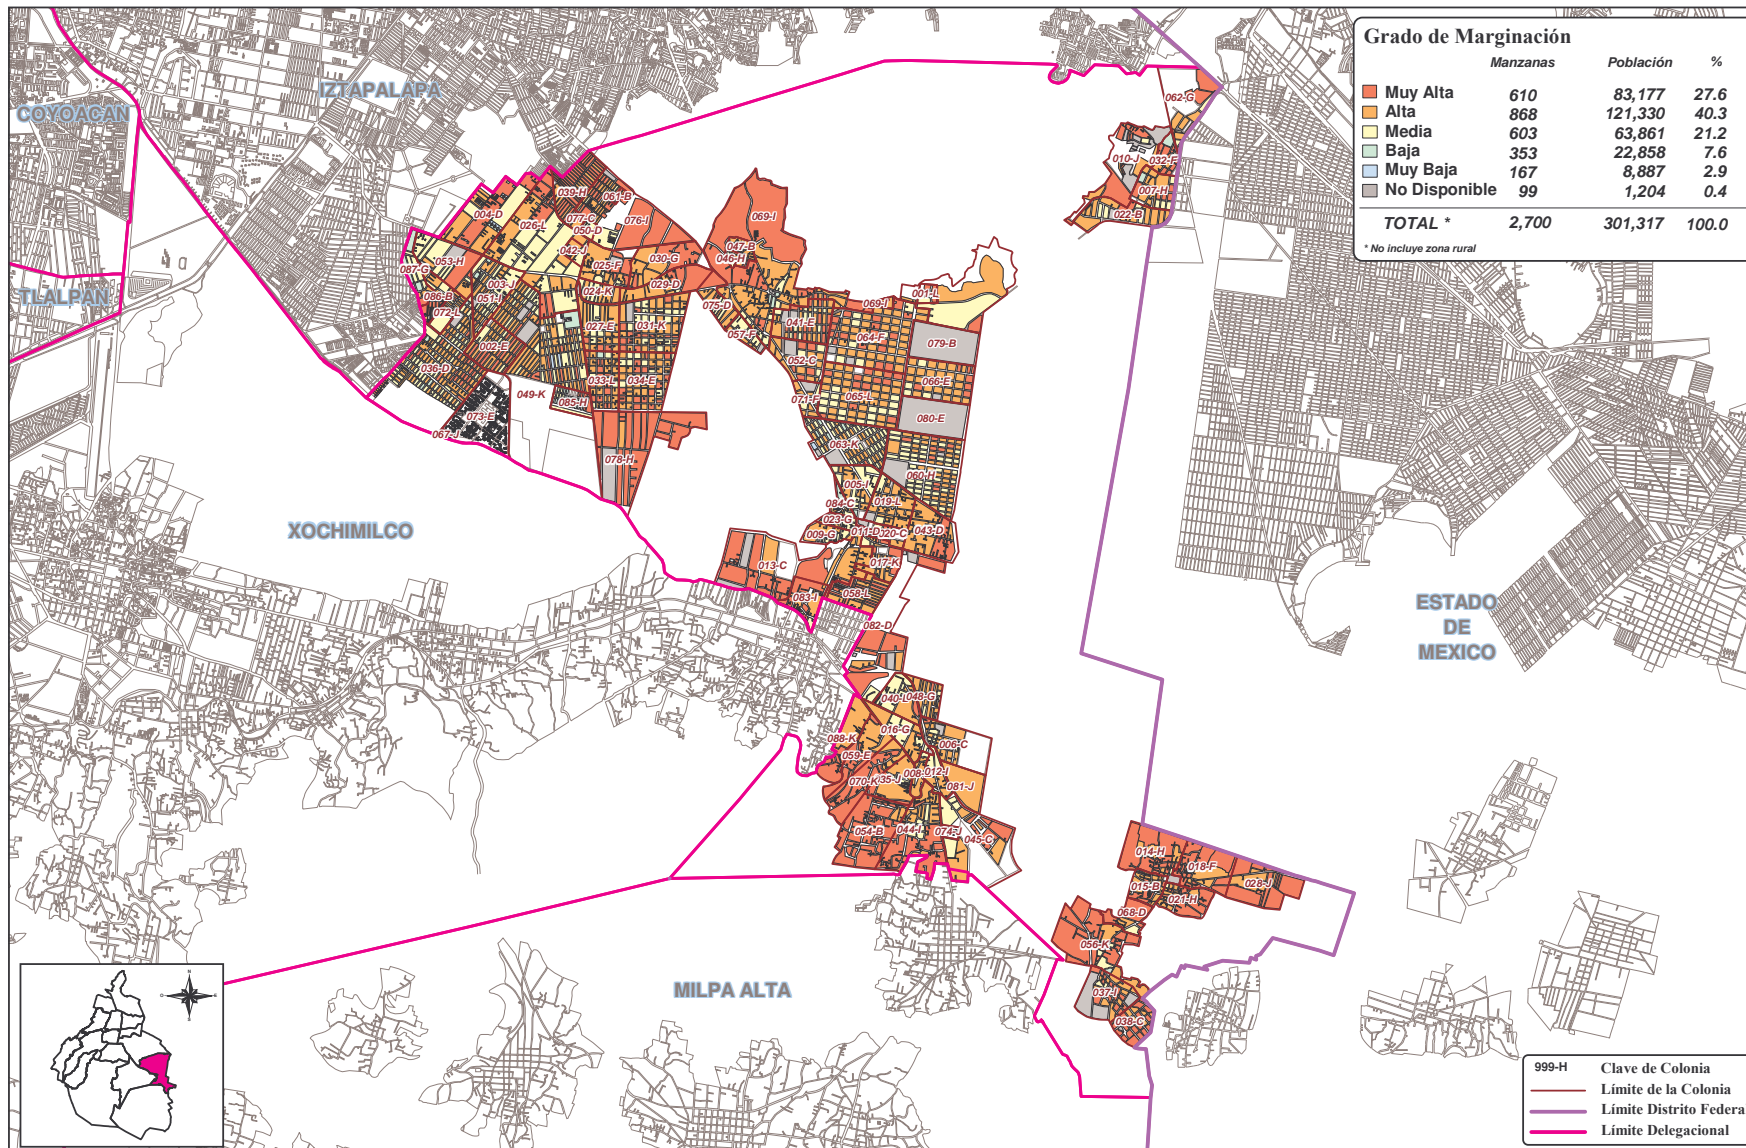 Grado de Marginación
Manzanas Población %
Muy Alta 610 83,177 27.6
Alta 868 121,330 40.3
Media 603 63,861 21.2
Baja 353 22,858 7.6
Muy Baja 167 8,887 2.9
No Disponible 99 1,204 0.4
TOTAL * 2,700 301,317 100.0
* No incluye zona rural
IZTAPALAPA
COYOACAN
TLALPAN
XOCHIMILCO
MILPA ALTA
ESTADO
DE
MEXICO
062-G
010-J
032-F
007-H
022-B
039-H
061-B
004-D
026-L
077-C
050-D
076-I
069-I
042-J
047-B
046-H
053-H
087-G
025-F
030-G
003-J
024-K
029-D
086-B
051-I
072-L
075-D
069-I
001-L
027-E
031-K
057-F
041-E
064-F
079-B
002-E
052-C
036-D
033-L
034-E
066-E
049-K
085-H
071-F
065-L
073-E
080-E
067-J
063-K
078-H
060-H
005-I
084-C
019-L
023-G
009-G
011-D
020-C
043-D
013-C
017-K
083-I
058-L
082-D
040-L
048-G
016-G
088-K
006-C
059-E
070-K
035-J
008-
012-I
081-J
054-B
044-I
074-J
045-C
014-H
018-F
015-B
028-J
021-H
068-D
056-K
037-I
038-C
999-H Clave de Colonia
Límite de la Colonia
Límite Distrito Federa
Límite Delegacional